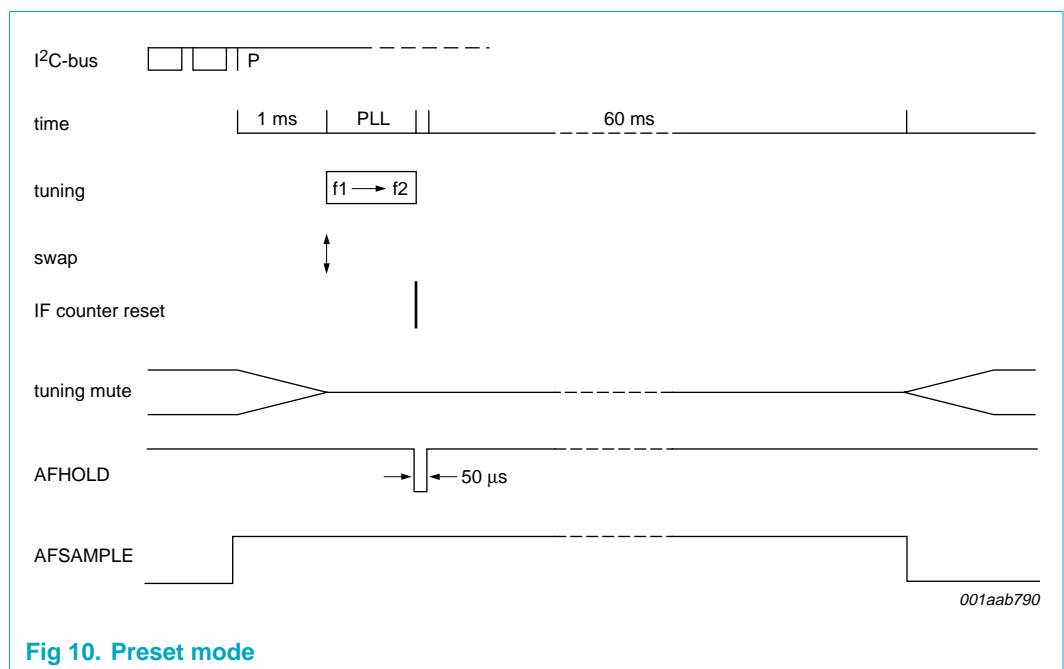 I²C-bus P
time 1 ms PLL 60 ms
tuning f1 → f2
swap
IF counter reset
tuning mute
AFHOLD 50 μs
AFSAMPLE
001aab790
Fig 10. Preset mode